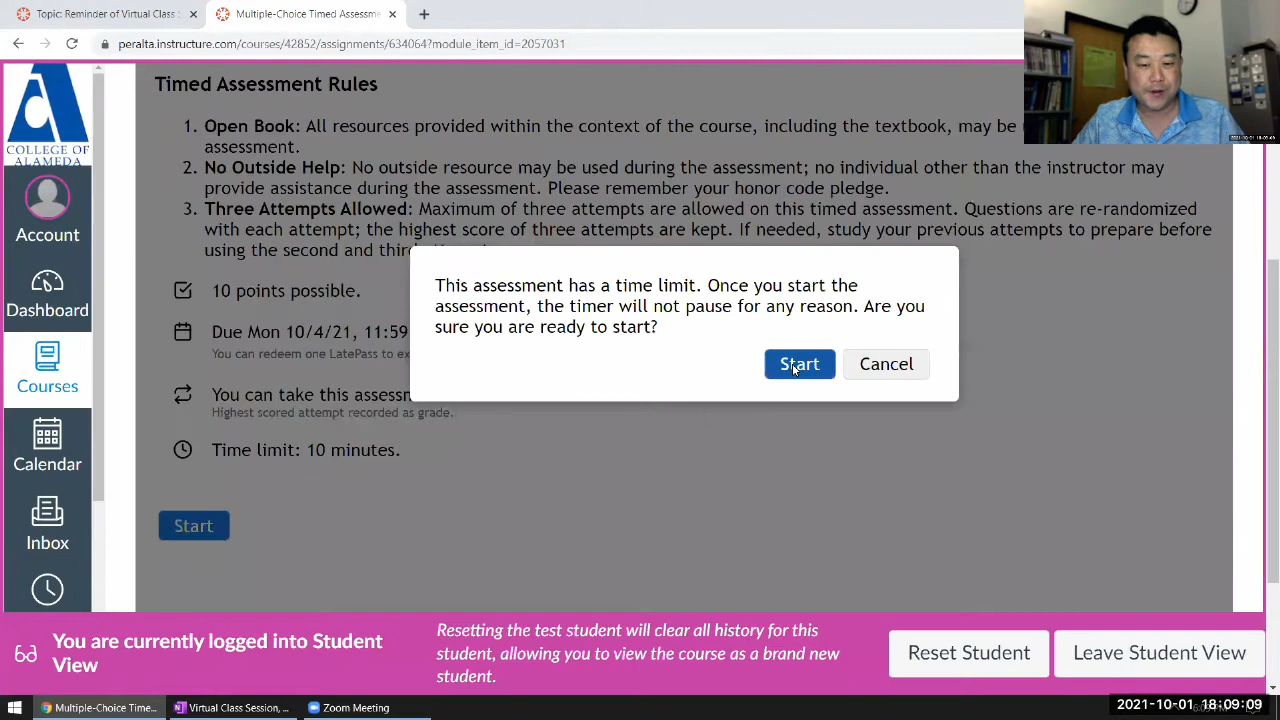 Topic: Reminder of Virtual Class
Multiple-Choice Timed Assessme
peralta.instructure.com/courses/42852/assignments/634064?module_item_id=2057031
COLLEGE OF
ALAMEDA
Account
Dashboard
Courses
Calendar
Inbox
Timed Assessment Rules
1. Open Book: All resources provided within the context of the course, including the textbook, may be
assessment.
2. No Outside Help: No outside resource may be used during the assessment; no individual other than the instructor may
provide assistance during the assessment. Please remember your honor code pledge.
3. Three Attempts Allowed: Maximum of three attempts are allowed on this timed assessment. Questions are re-randomized
with each attempt; the highest score of three attempts are kept. If needed, study your previous attempts to prepare before
using the second and third
10 points possible.
Due Mon 10/4/21, 11:59
You can redeem one LatePass to ex
You can take this assessm
Highest scored attempt recorded as grade.
Time limit: 10 minutes.
Start
This assessment has a time limit. Once you start the
assessment, the timer will not pause for any reason. Are you
sure you are ready to start?
Start
Cancel
You are currently logged into Student
View
Resetting the test student will clear all history for this
student, allowing you to view the course as a brand new
student.
Reset Student
Leave Student View
Multiple-Choice Time...
Virtual Class Session, ...
Zoom Meeting
2021-10-01 18:09:09
2021-10-01 18:09:09